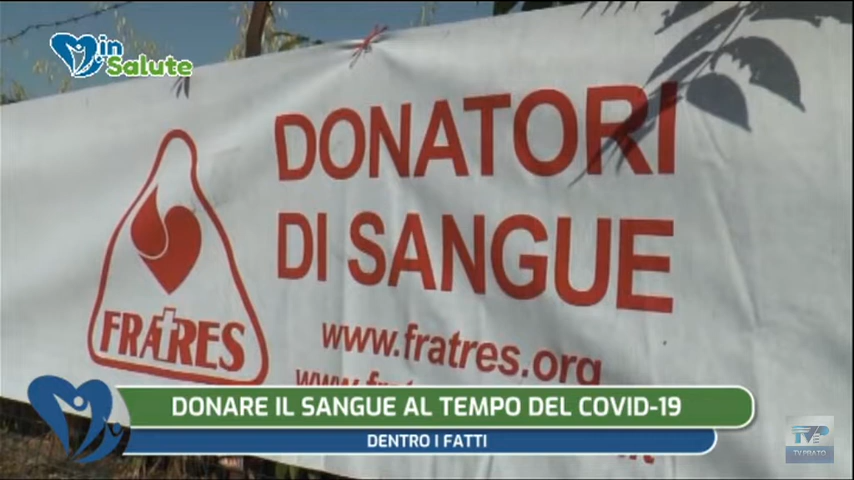 in
Salute
DONATORI
DI SANGUE
FRATRES
www.fratres.org
DONARE IL SANGUE AL TEMPO DEL COVID-19
DENTRO I FATTI
TVP
TV PRATO